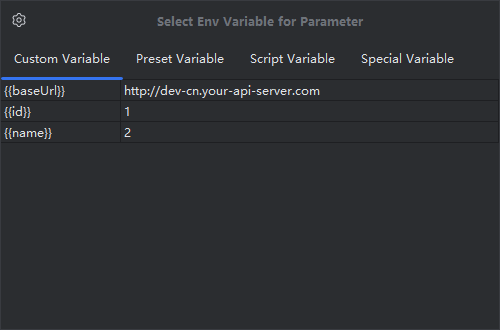 Select Env Variable for Parameter
Custom Variable Preset Variable Script Variable Special Variable
{{baseUrl}} http://dev-cn.your-api-server.com
{{id}} 1
{{name}} 2